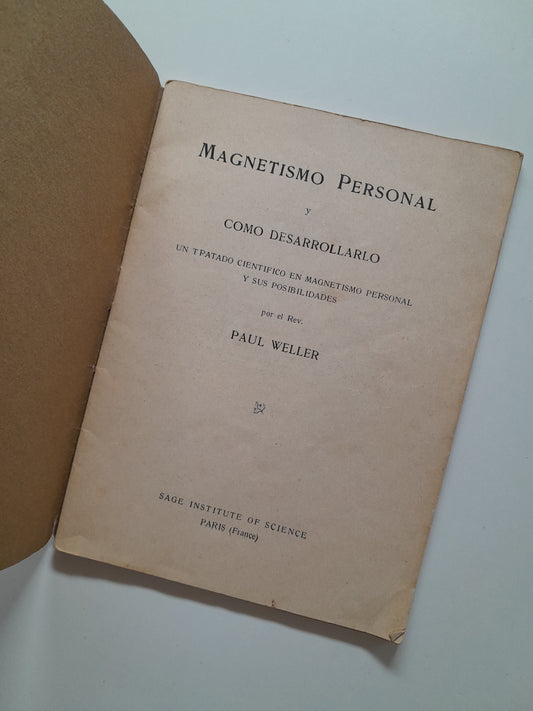 MAGNETISMO PERSONAL
y
COMO DESARROLLARLO
UN TRATADO CIENTIFICO EN MAGNETISMO PERSONAL
Y SUS POSIBILIDADES
por el Rev.
PAUL WELLER
SAGE INSTITUTE OF SCIENCE
PARIS (France)